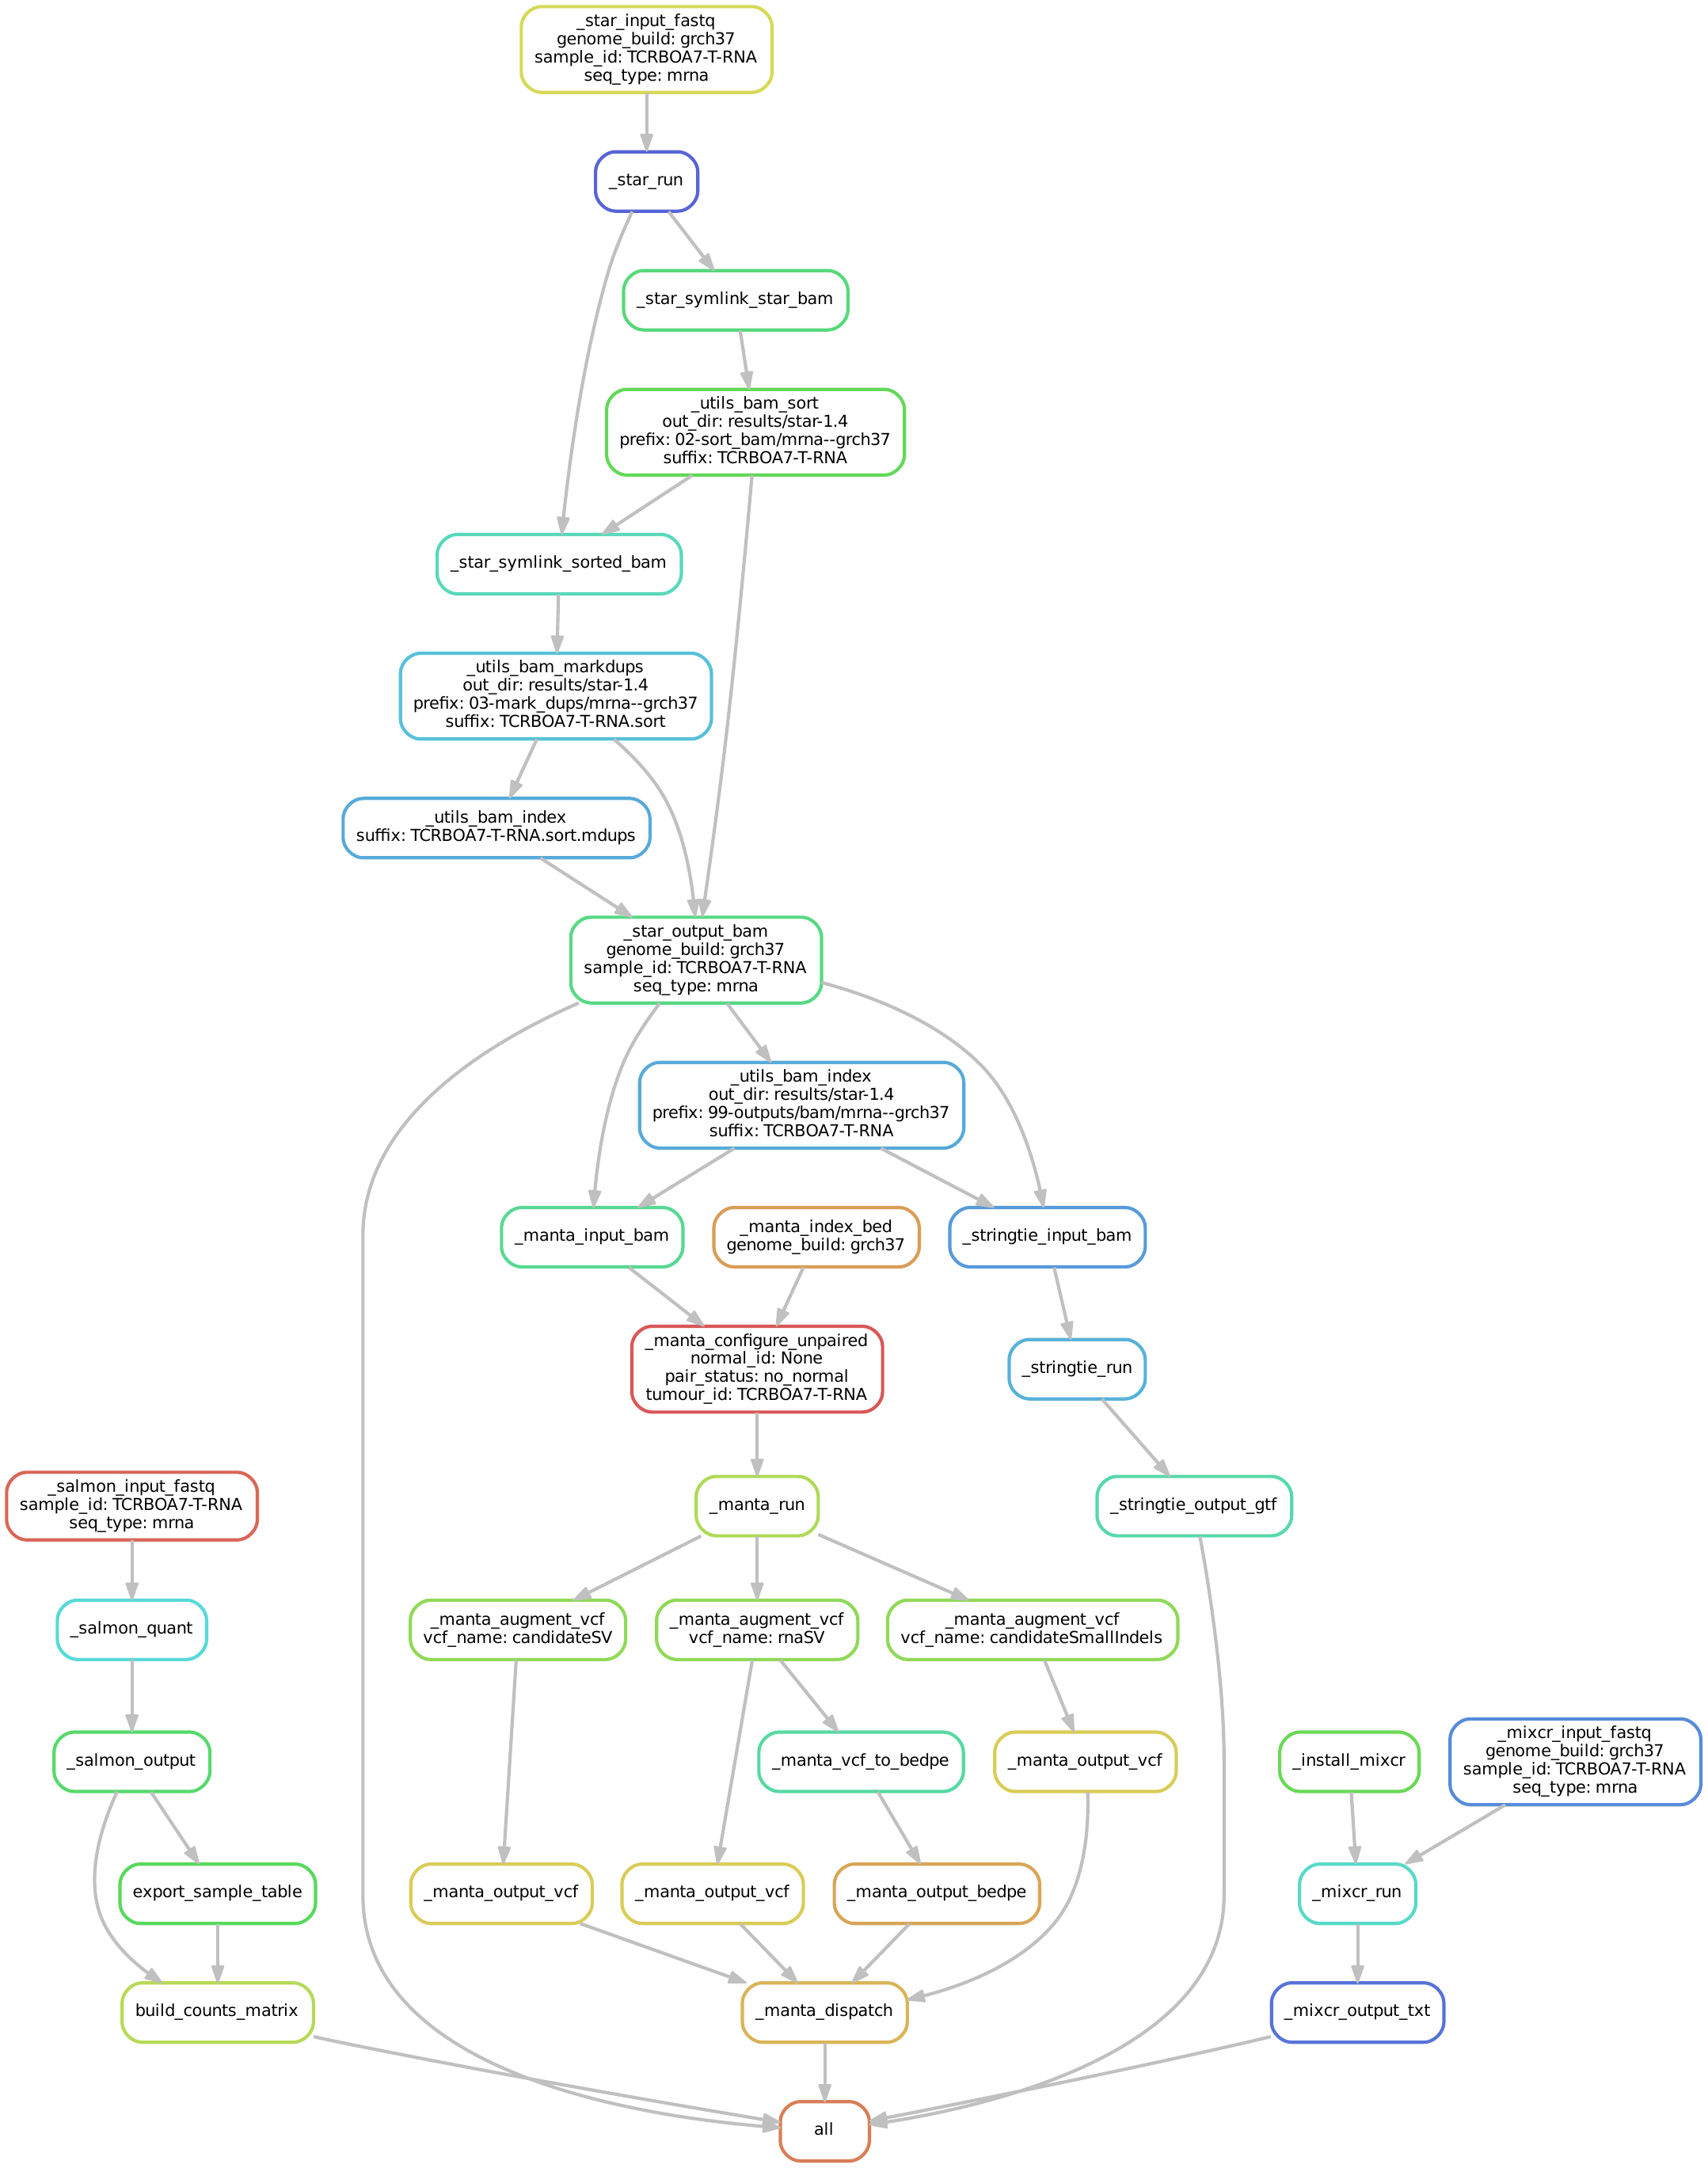 _star_input_fastq
genome_build: grch37
sample_id: TCRBOA7-T-RNA
seq_type: mrna
_star_run
_star_symlink_star_bam
_utils_bam_sort
out_dir: results/star-1.4
prefix: 02-sort_bam/mrna--grch37
suffix: TCRBOA7-T-RNA
_star_symlink_sorted_bam
_utils_bam_markdups
out_dir: results/star-1.4
prefix: 03-mark_dups/mrna--grch37
suffix: TCRBOA7-T-RNA.sort
_utils_bam_index
suffix: TCRBOA7-T-RNA.sort.mdups
_star_output_bam
genome_build: grch37
sample_id: TCRBOA7-T-RNA
seq_type: mrna
_utils_bam_index
out_dir: results/star-1.4
prefix: 99-outputs/bam/mrna--grch37
suffix: TCRBOA7-T-RNA
_manta_input_bam
_manta_index_bed
genome_build: grch37
_stringtie_input_bam
_manta_configure_unpaired
normal_id: None
pair_status: no_normal
tumour_id: TCRBOA7-T-RNA
_stringtie_run
_salmon_input_fastq
sample_id: TCRBOA7-T-RNA
seq_type: mrna
_manta_run
_stringtie_output_gtf
_salmon_quant
_manta_augment_vcf
vcf_name: candidateSV
_manta_augment_vcf
vcf_name: rnaSV
_manta_augment_vcf
vcf_name: candidateSmallIndels
_salmon_output
_manta_vcf_to_bedpe
_manta_output_vcf
_install_mixcr
_mixcr_input_fastq
genome_build: grch37
sample_id: TCRBOA7-T-RNA
seq_type: mrna
export_sample_table
_manta_output_vcf
_manta_output_vcf
_manta_output_bedpe
_mixcr_run
build_counts_matrix
_manta_dispatch
_mixcr_output_txt
all